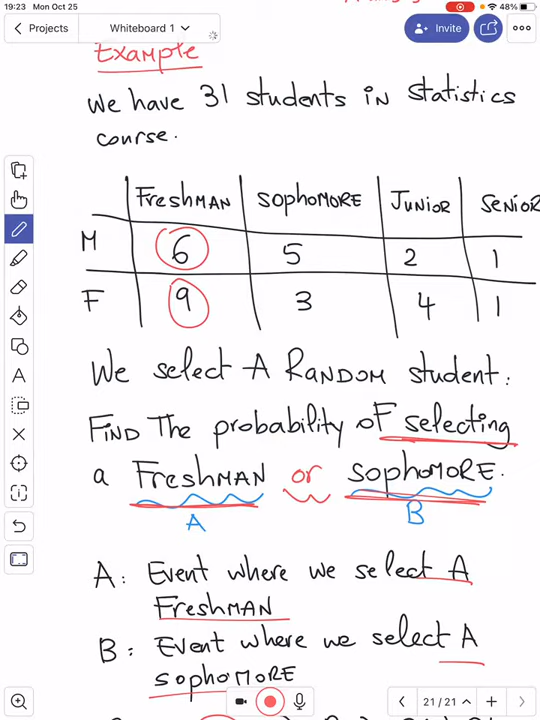 19:23 Mon Oct 25
48%
Projects
Whiteboard 1
Invite
Example
We have 31 students in statistics
course.
Freshman SophoMORE JUNIOR SENIOR
M 6 5 2 1
F 9 3 4 1
We select A RANDOM student.
FIND The probability oF selecting
a FreshMAN or sophoMORE.
A B
A: Event where we select A
FreshMAN
B: Event where we select A
sophoMORE
21/21